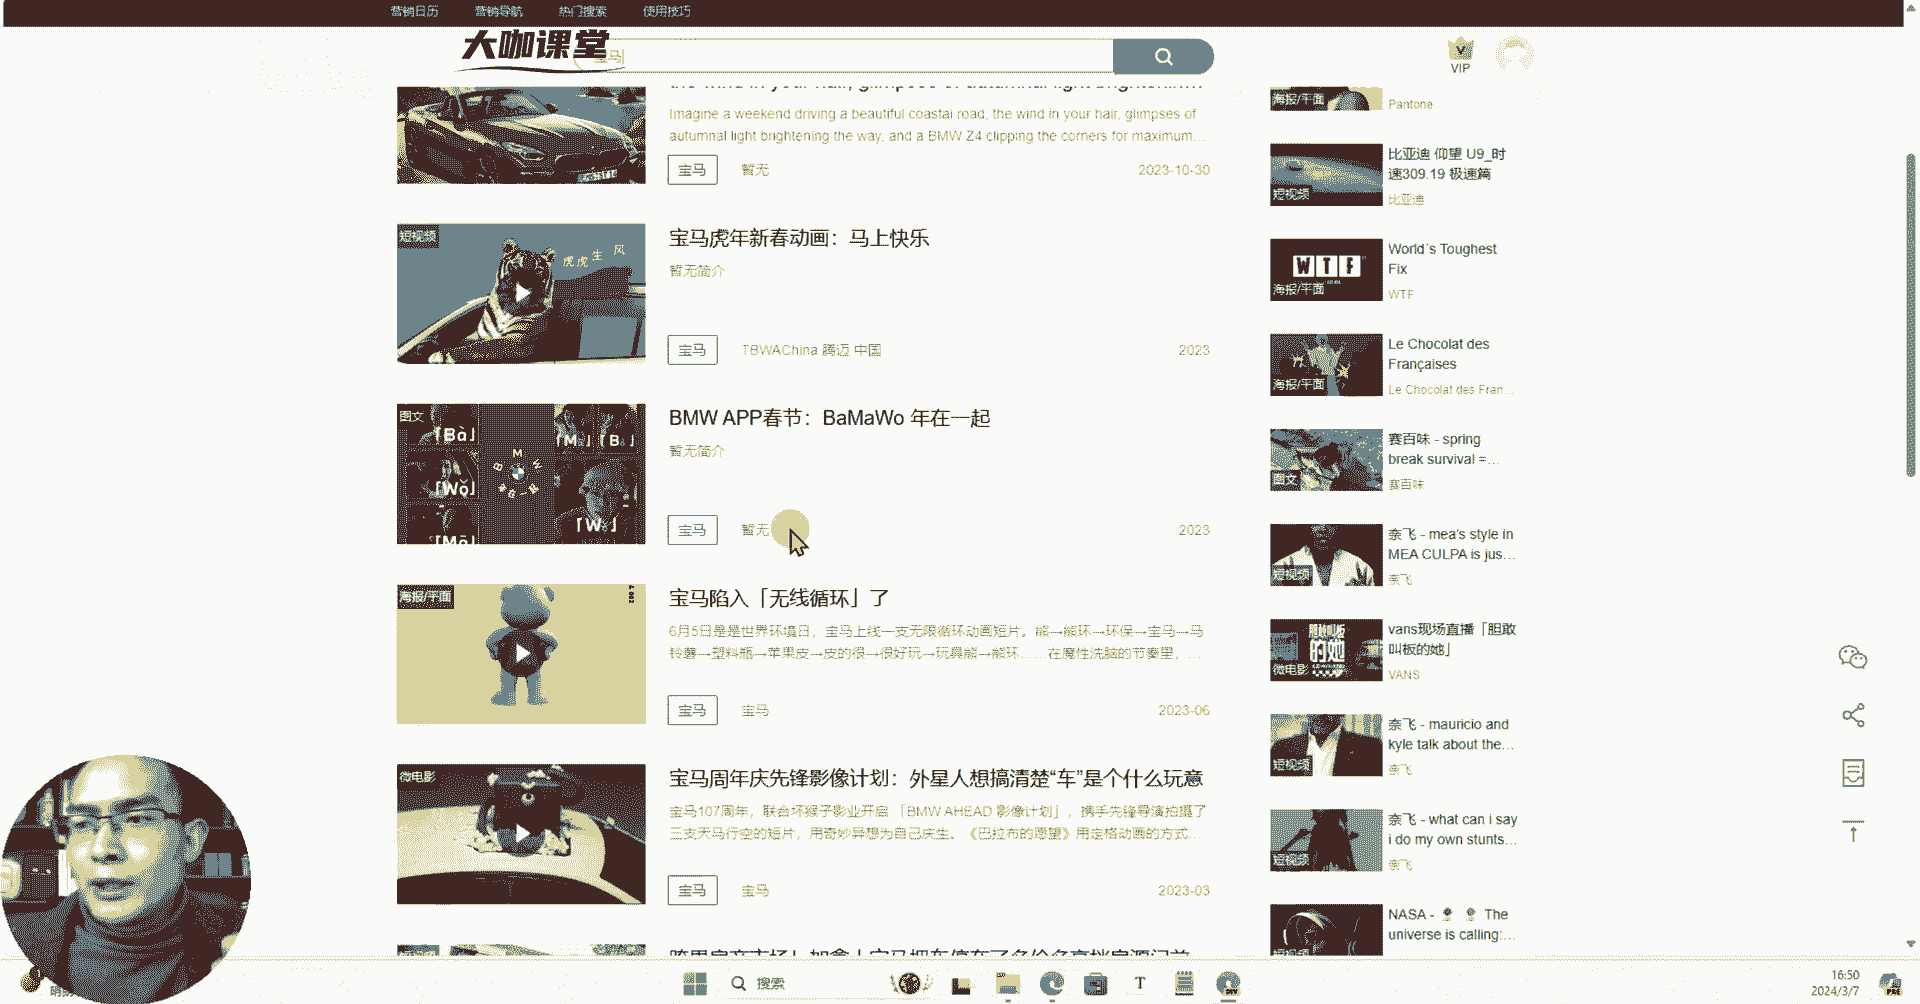 营销日历
营销导航
热门搜索
使用技巧
大咖课堂
宝马
VIP
Imagine a weekend driving a beautiful coastal road, the wind in your hair, glimpses of
autumnal light brightening the way, and a BMW Z4 clipping the corners for maximum...
宝马
暂无
2023-10-30
短视频
虎虎生风
宝马虎年新春动画：马上快乐
暂无简介
宝马
TBWAChina 腾迈 中国
2023
图文
BMW APP春节：BaMaWo 年在一起
暂无简介
宝马
暂无
2023
海报/平面
宝马陷入「无线循环」了
6月5日是是世界环境日，宝马上线一支无限循环动画短片。熊→熊环→环保→宝马→马
铃薯→塑料瓶→苹果皮→皮的很→很好玩→玩具熊→熊环……在魔性洗脑的节奏里，...
宝马
宝马
2023-06
微电影
宝马周年庆先锋影像计划：外星人想搞清楚“车”是个什么玩意
宝马107周年，联合坏猴子影业开启「BMW AHEAD 影像计划」，携手先锋导演拍摄了
三支天马行空的短片，用奇妙异想为自己庆生。《巴拉布的愿望》用定格动画的方式...
宝马
宝马
2023-03
海报/平面
Pantone
短视频
比亚迪 仰望 U9_时
速309.19 极速篇
比亚迪
WTF
海报/平面
World´s Toughest
Fix
WTF
海报/平面
Le Chocolat des
Françaises
Le Chocolat des Fran...
图文
赛百味 - spring
break survival =...
赛百味
短视频
奈飞 - mea's style in
MEA CULPA is jus...
奈飞
微电影
vans现场直播「胆敢
叫板的她」
VANS
短视频
奈飞 - mauricio and
kyle talk about the...
奈飞
短视频
奈飞 - what can i say
i do my own stunts...
奈飞
NASA - The
universe is calling:...
搜索
16:50
2024/3/7